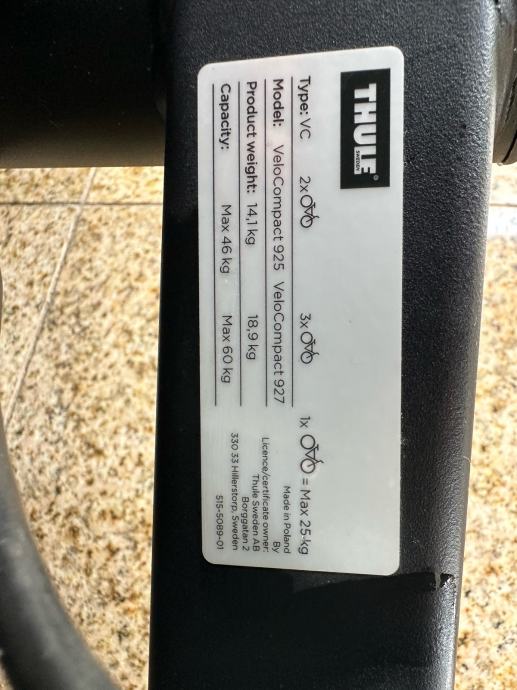 THULE®
SWEDEN
Type: VC 2x 3x 1x = Max 25 kg
Model: VeloCompact 925 VeloCompact 927
Product weight: 14,1 kg 18,9 kg
Capacity: Max 46 kg Max 60 kg
Made in Poland
By
Licence/certificate owner:
Thule Sweden AB
Borggatan 2
330 33 Hillerstorp, Sweden
515-5089-01